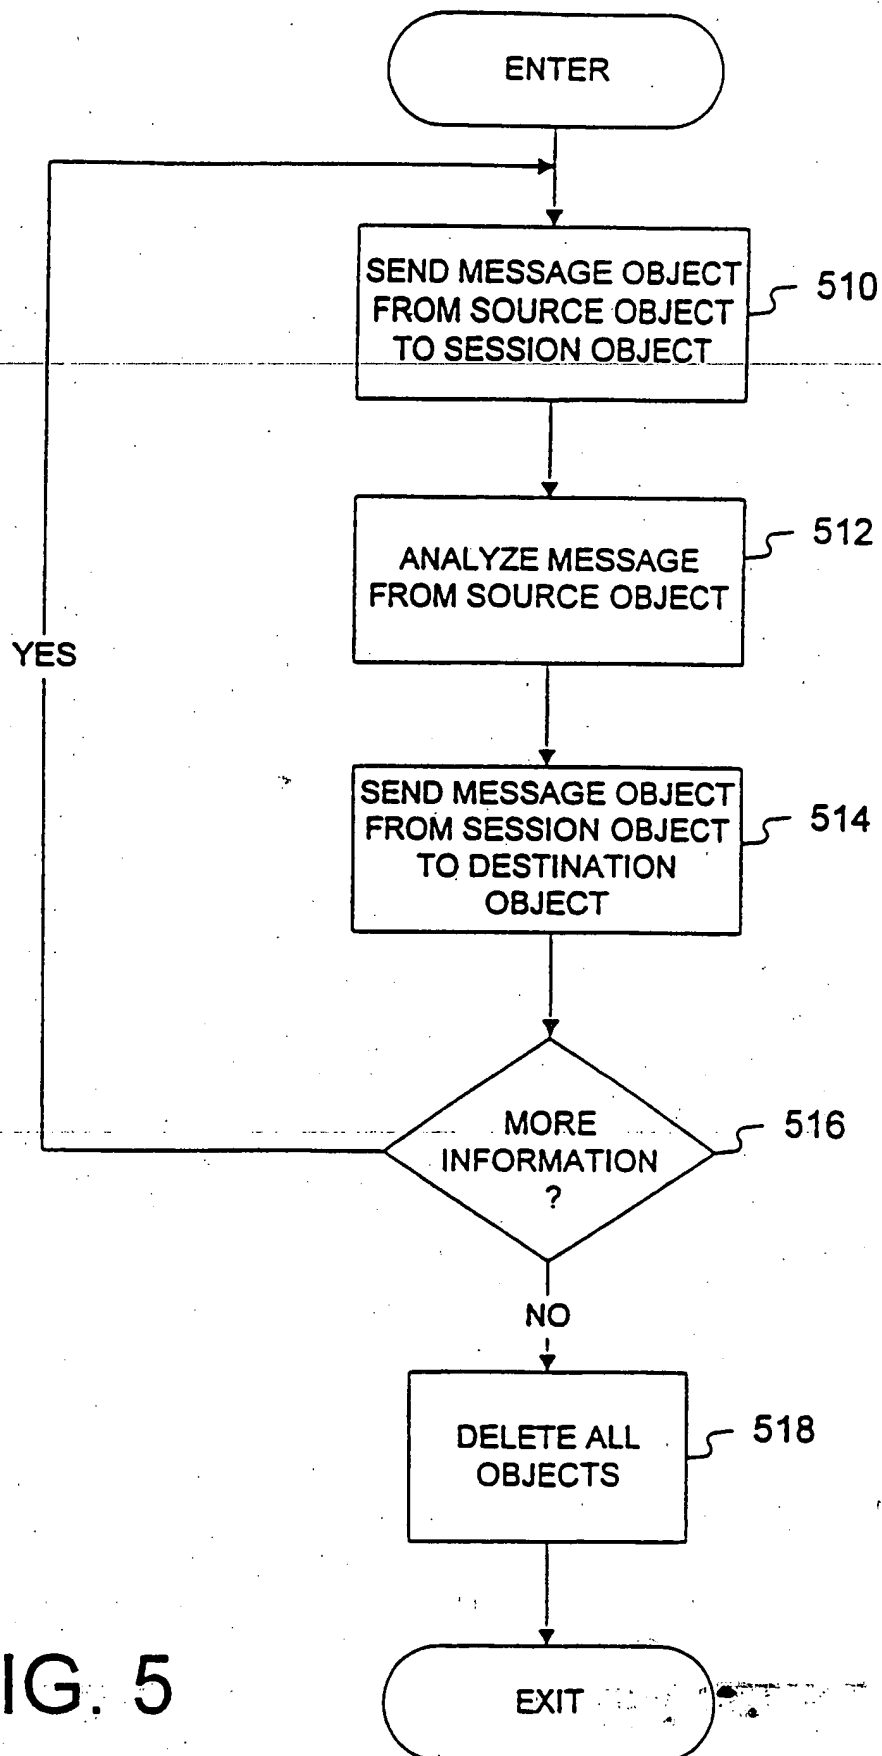 ENTER
SEND MESSAGE OBJECT
FROM SOURCE OBJECT
TO SESSION OBJECT
510
ANALYZE MESSAGE
FROM SOURCE OBJECT
512
YES
SEND MESSAGE OBJECT
FROM SESSION OBJECT
TO DESTINATION
OBJECT
514
MORE
INFORMATION
?
516
NO
DELETE ALL
OBJECTS
518
EXIT
IG. 5